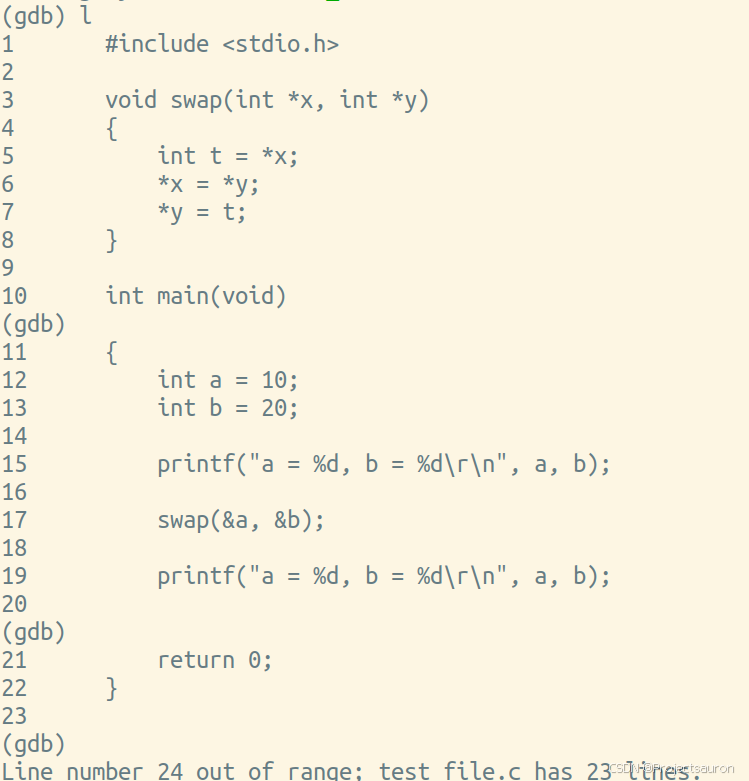 (gdb) l
1       #include <stdio.h>
2
3       void swap(int *x, int *y)
4       {
5           int t = *x;
6           *x = *y;
7           *y = t;
8       }
9
10      int main(void)
(gdb)
11      {
12          int a = 10;
13          int b = 20;
14
15          printf("a = %d, b = %d\r\n", a, b);
16
17          swap(&a, &b);
18
19          printf("a = %d, b = %d\r\n", a, b);
20
(gdb)
21          return 0;
22      }
23
(gdb)
Line number 24 out of range; test_file.c has 23 lines.
CSDN @Projectsauron